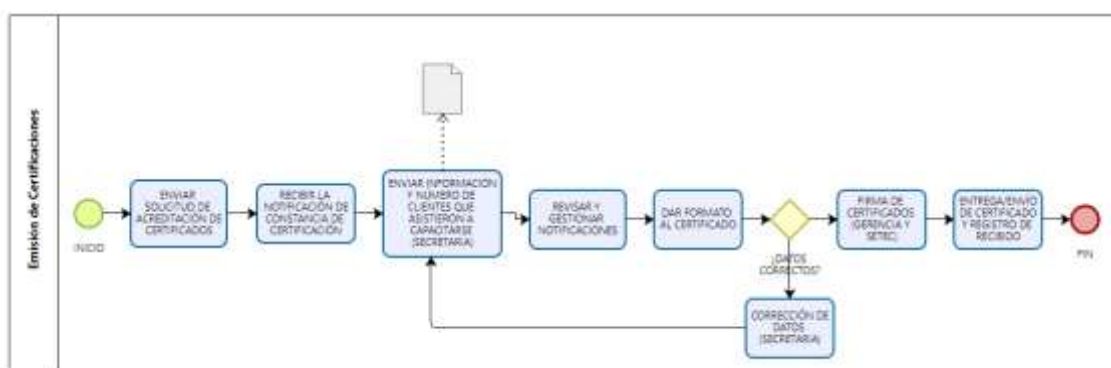 Emisión de Certificaciones
INICIO
ENVIAR
SOLICITUD DE
ACREDITACIÓN DE
CERTIFICADOS
RECIBIR LA
NOTIFICACIÓN DE
CONSTANCIA DE
CERTIFICACIÓN
ENVIAR INFORMACIÓN
Y NÚMERO DE
CLIENTES QUE
ASISTIERON A
CAPACITARSE
(SECRETARIA)
REVISAR Y
GESTIONAR
NOTIFICACIONES
DAR FORMATO
AL CERTIFICADO
¿DATOS
CORRECTOS?
CORRECCIÓN DE
DATOS
(SECRETARIA)
FIRMA DE
CERTIFICADOS
(GERENCIA Y
SETEC)
ENTREGA/ENVIO
DE CERTIFICADO
Y REGISTRO DE
RECIBIDO
FIN